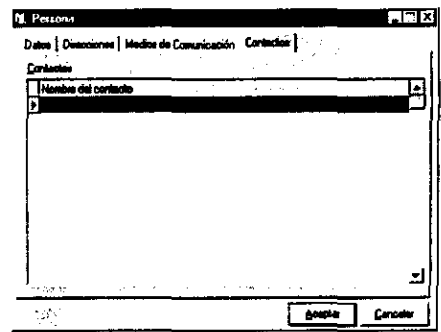 Persona
Datos Direcciones Medios de Comunicación Contactos
Contactos
Nombre del contacto
Aceptar Cancelar